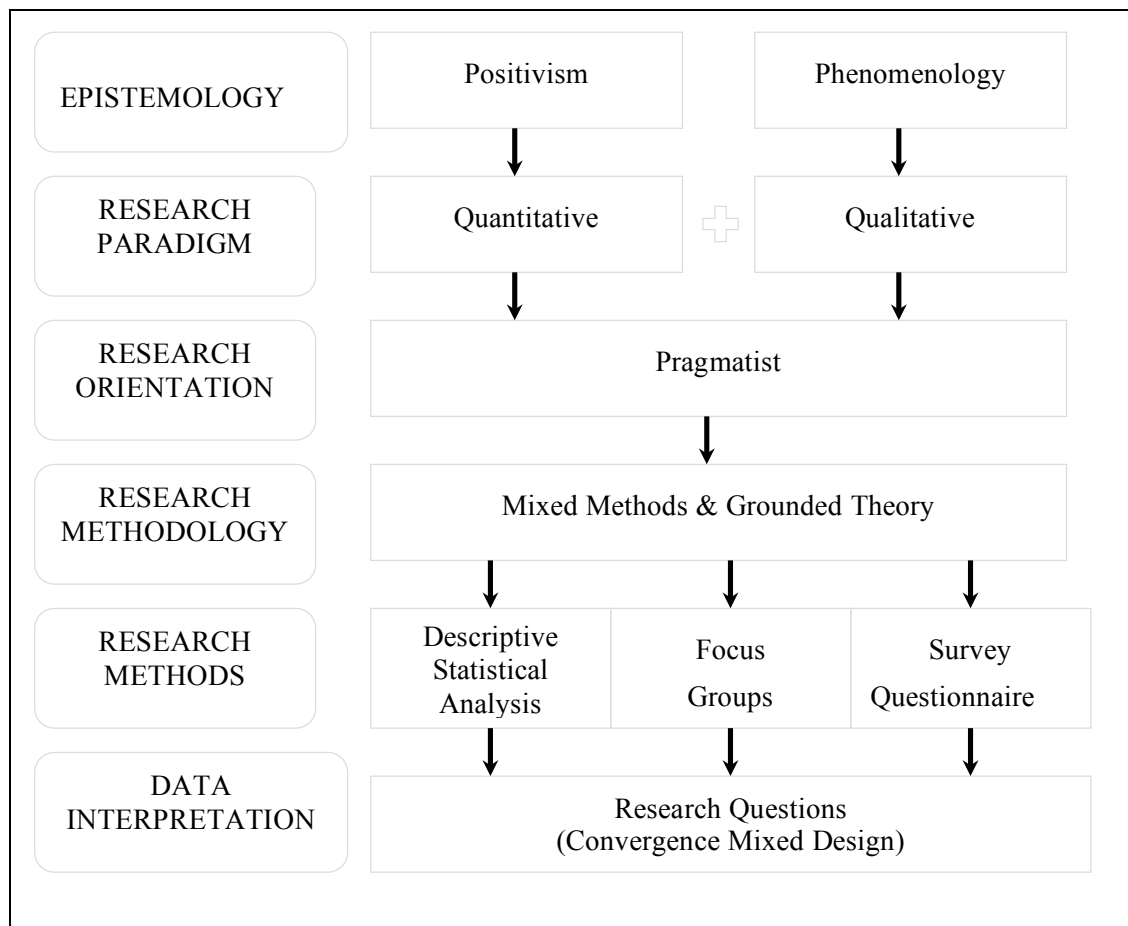 EPISTEMOLOGY
Positivism
Phenomenology
RESEARCH
PARADIGM
Quantitative
Qualitative
RESEARCH
ORIENTATION
Pragmatist
RESEARCH
METHODOLOGY
Mixed Methods & Grounded Theory
RESEARCH
METHODS
Descriptive
Statistical
Analysis
Focus
Groups
Survey
Questionnaire
DATA
INTERPRETATION
Research Questions
(Convergence Mixed Design)